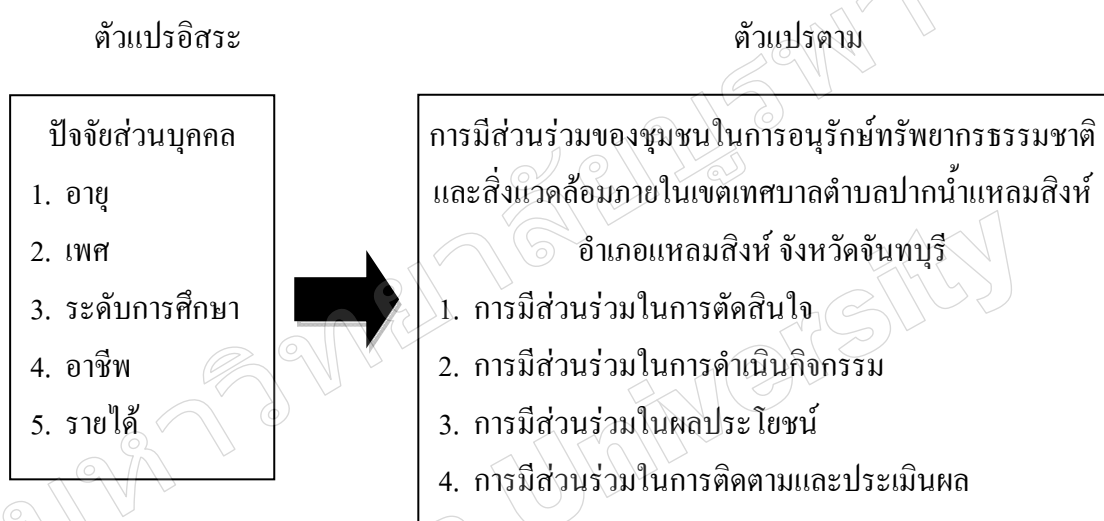 ตัวแปรอิสระ
ตัวแปรตาม
ปัจจัยส่วนบุคคล
1. อายุ
2. เพศ
3. ระดับการศึกษา
4. อาชีพ
5. รายได้
การมีส่วนร่วมของชุมชนในการอนุรักษ์ทรัพยากรธรรมชาติ
และสิ่งแวดล้อมภายในเขตเทศบาลตำบลปากน้ำแหลมสิงห์
อำเภอแหลมสิงห์ จังหวัดจันทบุรี
1. การมีส่วนร่วมในการตัดสินใจ
2. การมีส่วนร่วมในการดำเนินกิจกรรม
3. การมีส่วนร่วมในผลประโยชน์
4. การมีส่วนร่วมในการติดตามและประเมินผล
University